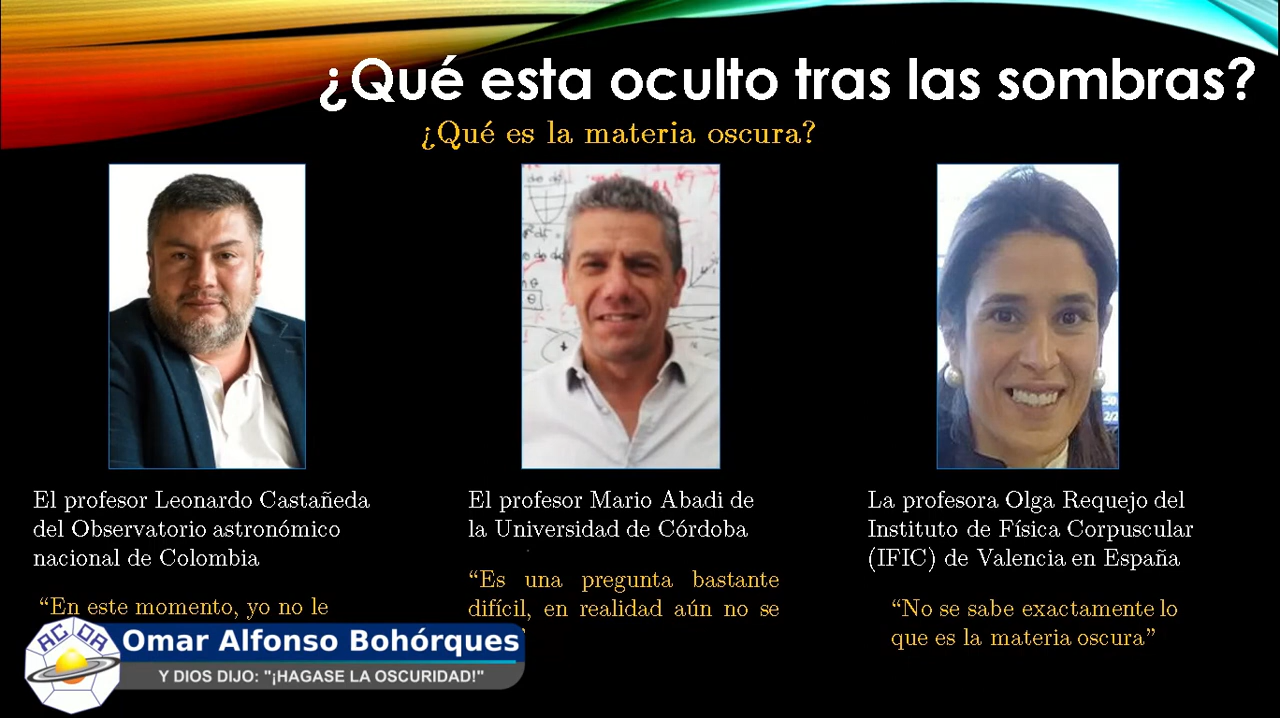 ¿Qué esta oculto tras las sombras?
¿Qué es la materia oscura?
El profesor Leonardo Castañeda
del Observatorio astronómico
nacional de Colombia
“En este momento, yo no le
El profesor Mario Abadi de
la Universidad de Córdoba
“Es una pregunta bastante
difícil, en realidad aún no se
La profesora Olga Requejo del
Instituto de Física Corpuscular
(IFIC) de Valencia en España
“No se sabe exactamente lo
que es la materia oscura”
ACDA
Omar Alfonso Bohórques
Y DIOS DIJO: "¡HAGASE LA OSCURIDAD!"